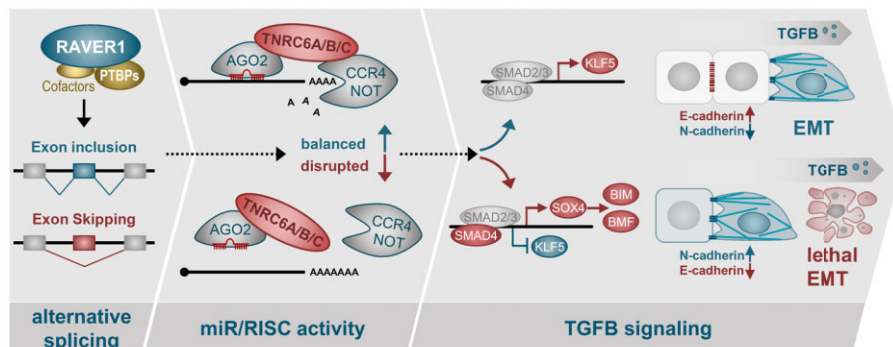 RAVER1
Cofactors
PTBPs
Exon inclusion
Exon Skipping
alternative
splicing
TNRC6A/B/C
AGO2
CCR4
NOT
AAAA
A
A
A
balanced
disrupted
TNRC6A/B/C
AGO2
CCR4
NOT
AAAAAAA
miR/RISC activity
SMAD2/3
SMAD4
KLF5
TGFB
E-cadherin
N-cadherin
EMT
SMAD2/3
SMAD4
SOX4
BIM
BMF
KLF5
TGFB
N-cadherin
E-cadherin
lethal
EMT
TGFB signaling